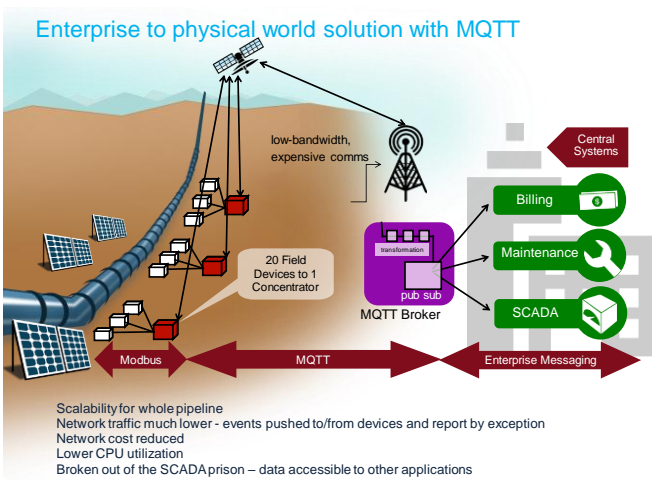 Enterprise to physical world solution with MQTT
low-bandwidth,
expensive comms
Central
Systems
Billing
$
transformation
Maintenance
20 Field
Devices to 1
Concentrator
pub sub
MQTT Broker
SCADA
Modbus
MQTT
Enterprise Messaging
Scalability for whole pipeline
Network traffic much lower - events pushed to/from devices and report by exception
Network cost reduced
Lower CPU utilization
Broken out of the SCADA prison – data accessible to other applications